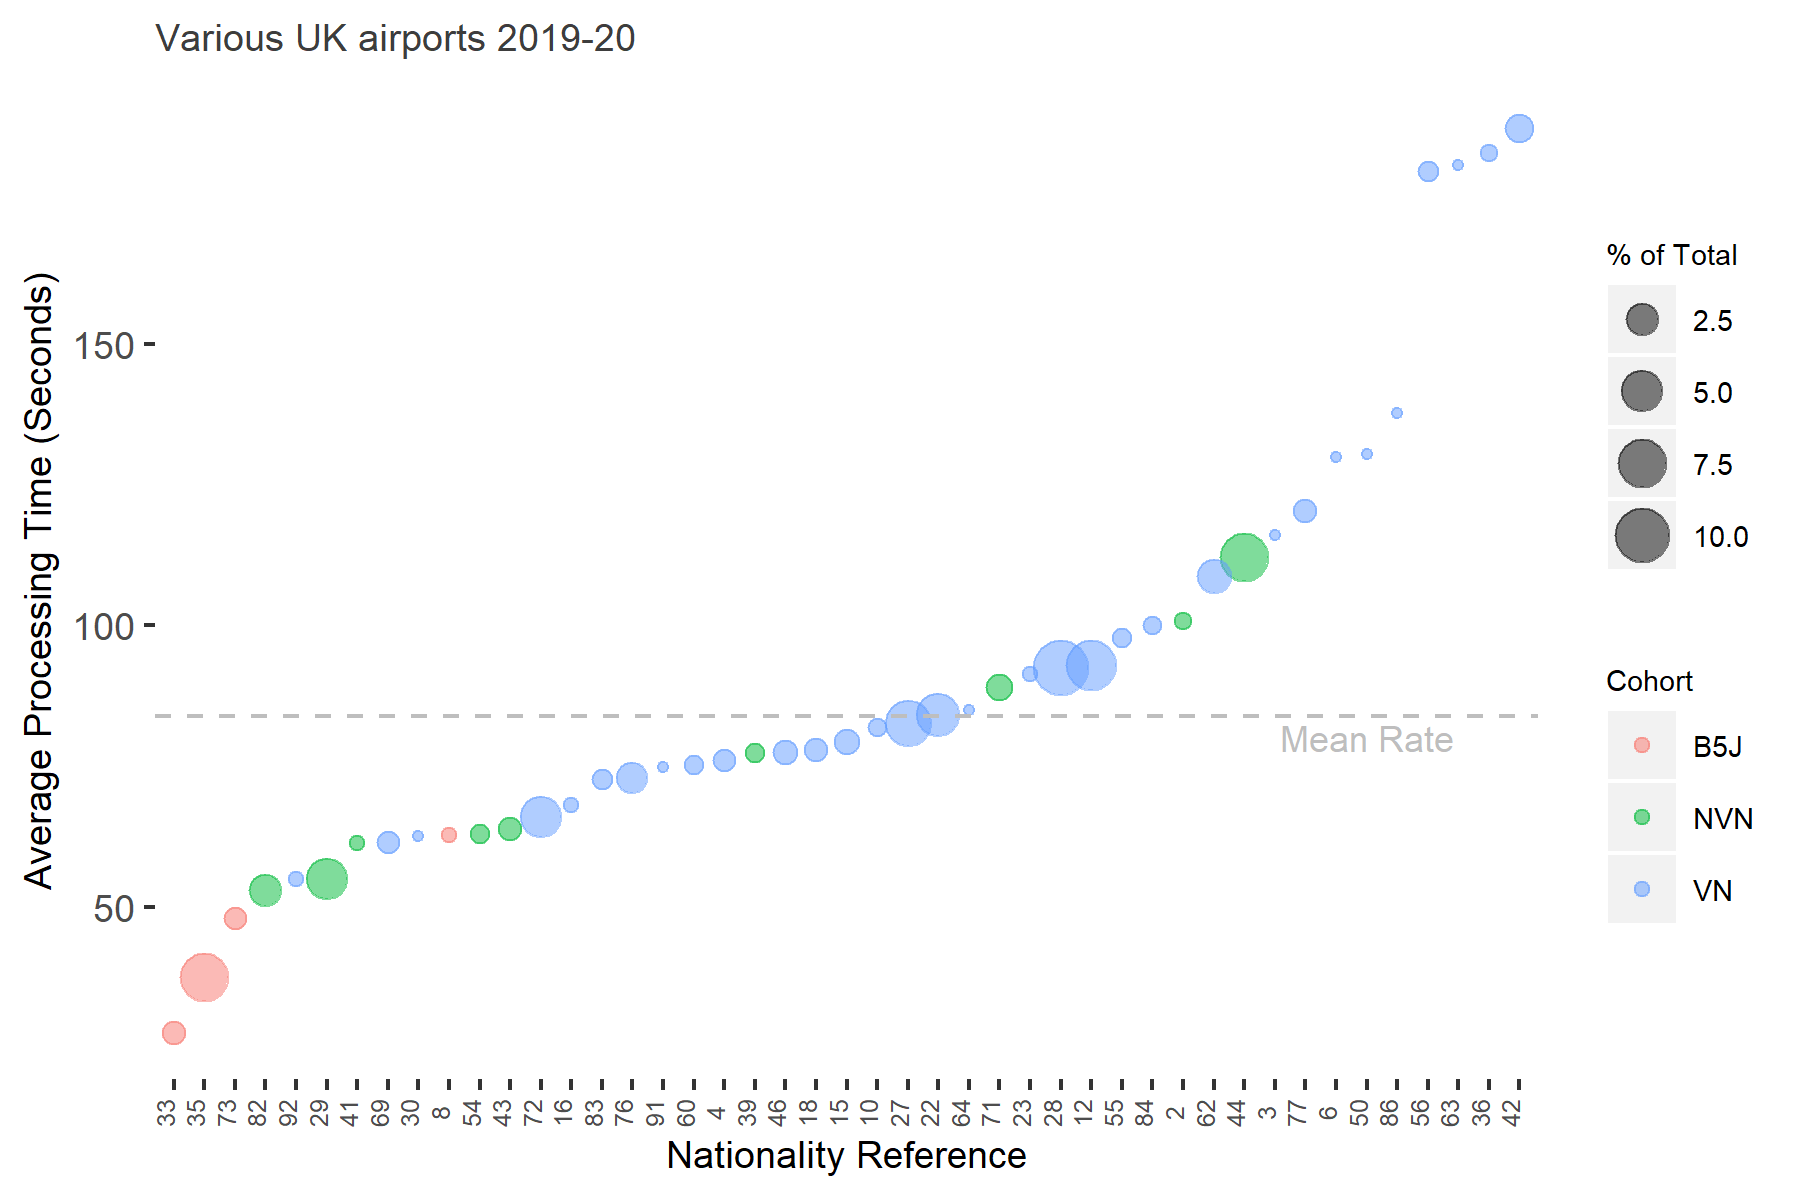 Various UK airports 2019-20
Average Processing Time (Seconds)
150
100
50
Mean Rate
33 35 73 82 92 29 41 69 30 8 54 43 72 16 83 76 91 60 4 39 46 18 15 10 27 22 64 71 23 28 12 55 84 2 62 44 3 77 6 50 86 56 63 36 42
Nationality Reference
% of Total
2.5
5.0
7.5
10.0
Cohort
B5J
NVN
VN